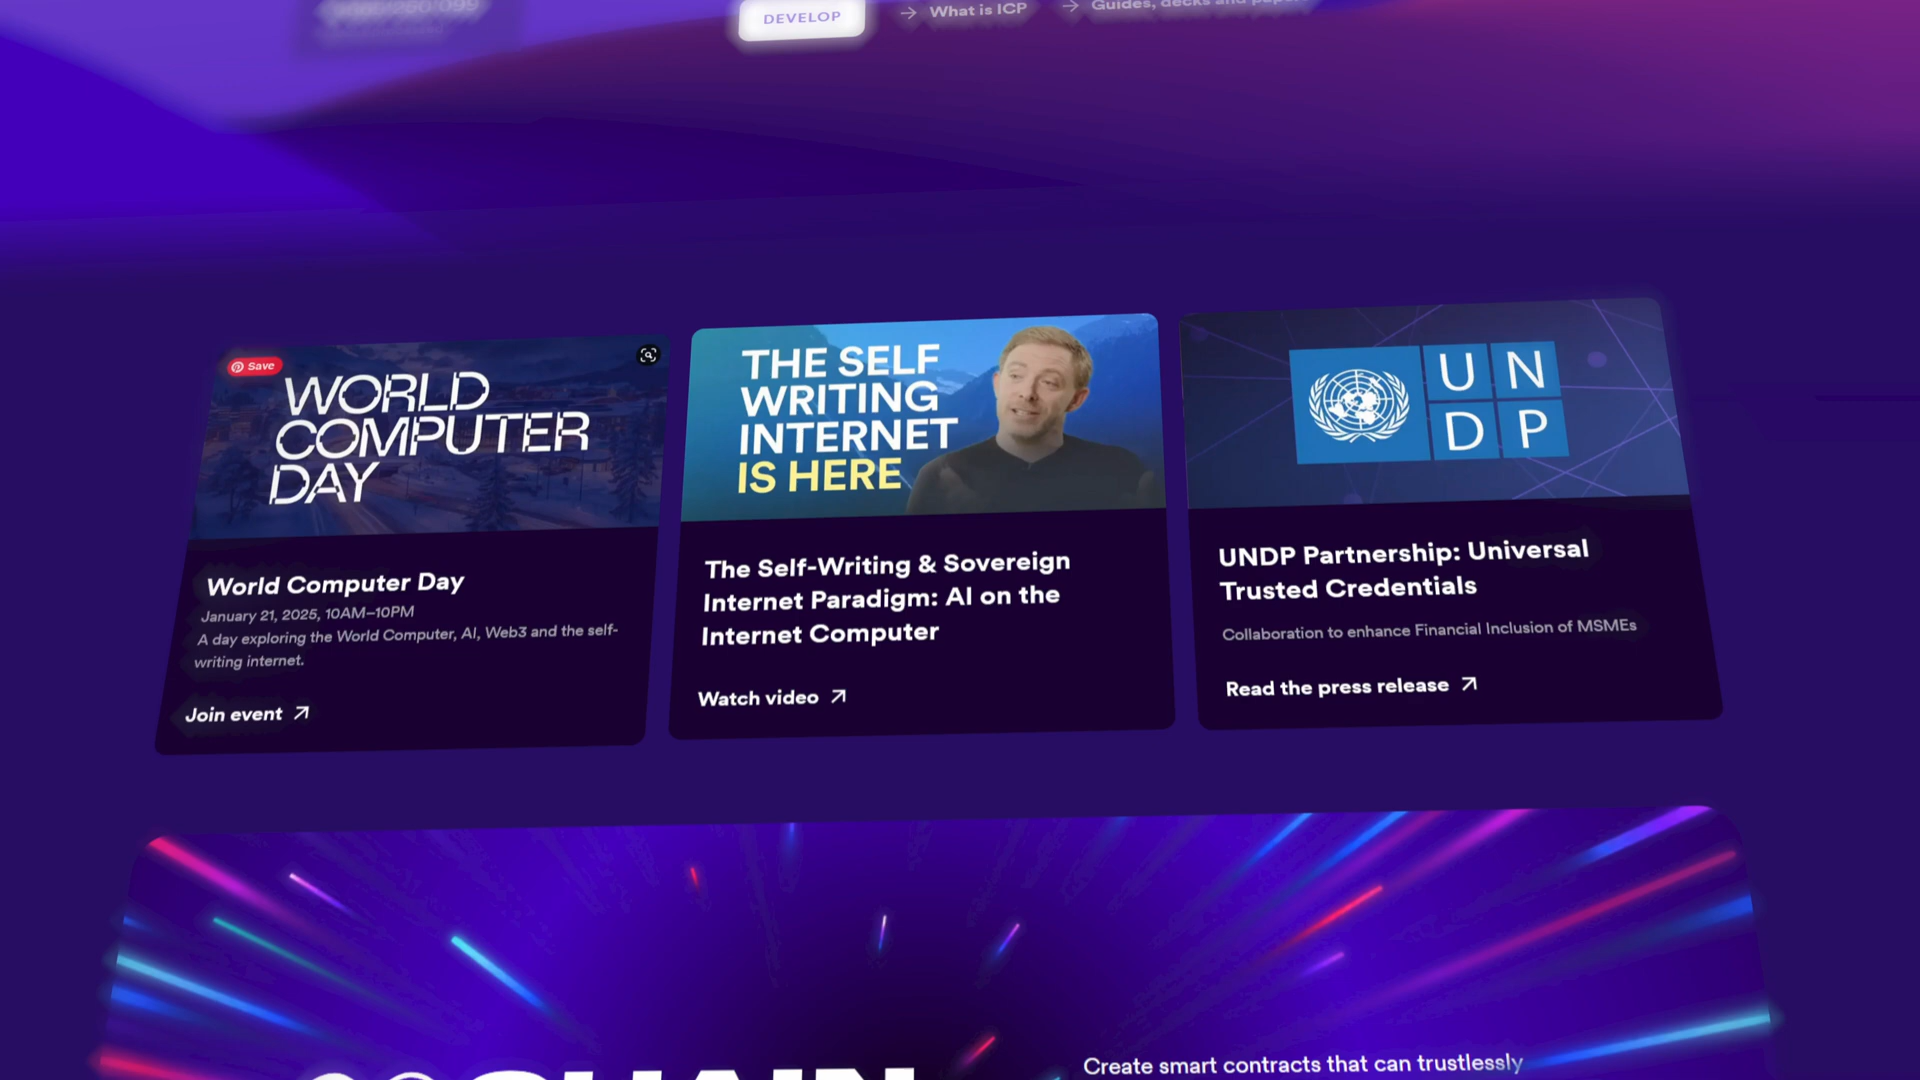 DEVELOP
What is ICP
Guides, decks and papers
Save
WORLD
COMPUTER
DAY
World Computer Day
January 21, 2025, 10AM–10PM
A day exploring the World Computer, AI, Web3 and the self-
writing internet.
Join event
THE SELF
WRITING
INTERNET
IS HERE
The Self-Writing & Sovereign
Internet Paradigm: AI on the
Internet Computer
Watch video
U N
D P
UNDP Partnership: Universal
Trusted Credentials
Collaboration to enhance Financial Inclusion of MSMEs
Read the press release
Create smart contracts that can trustlessly